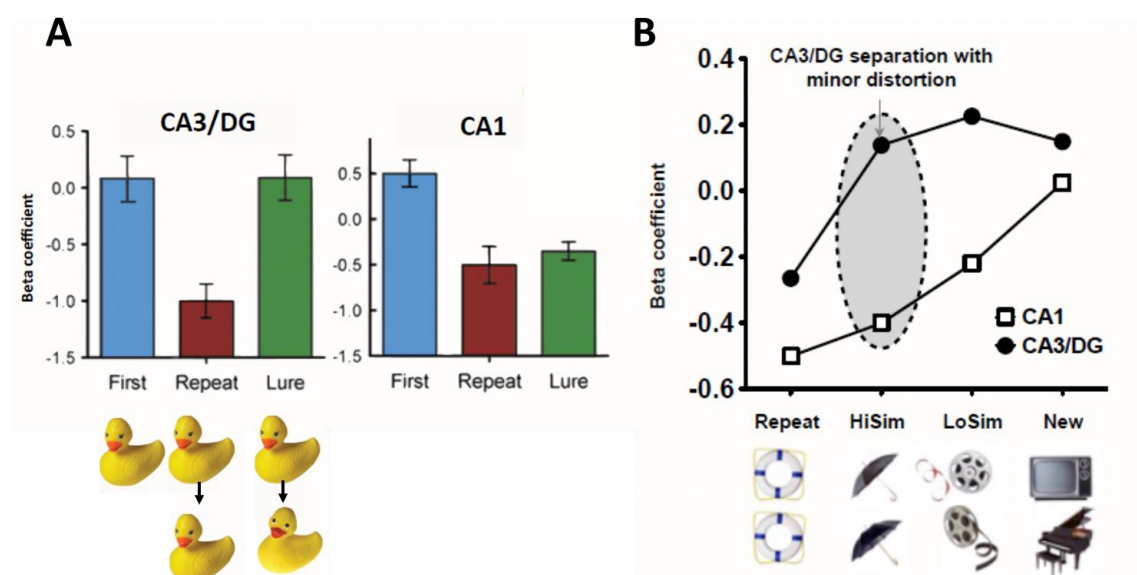 A
CA3/DG
Beta coefficient
0.5
0.0
-0.5
-1.0
-1.5
First Repeat Lure
CA1
0.5
0.0
-0.5
-1.0
-1.5
First Repeat Lure
B
CA3/DG separation with
minor distortion
Beta coefficient
0.4
0.2
0.0
-0.2
-0.4
-0.6
CA1
CA3/DG
Repeat HiSim LoSim New